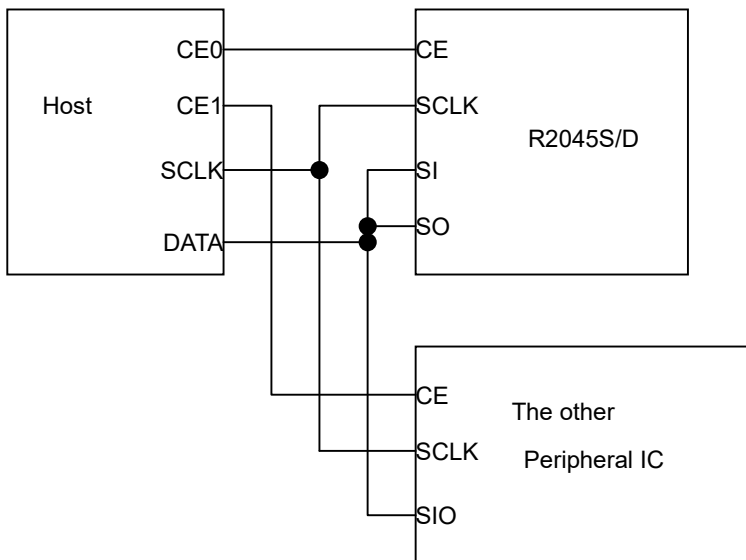 Host
CE0
CE1
SCLK
DATA
CE
SCLK
SI
SO
R2045S/D
CE
SCLK
SIO
The other
Peripheral IC